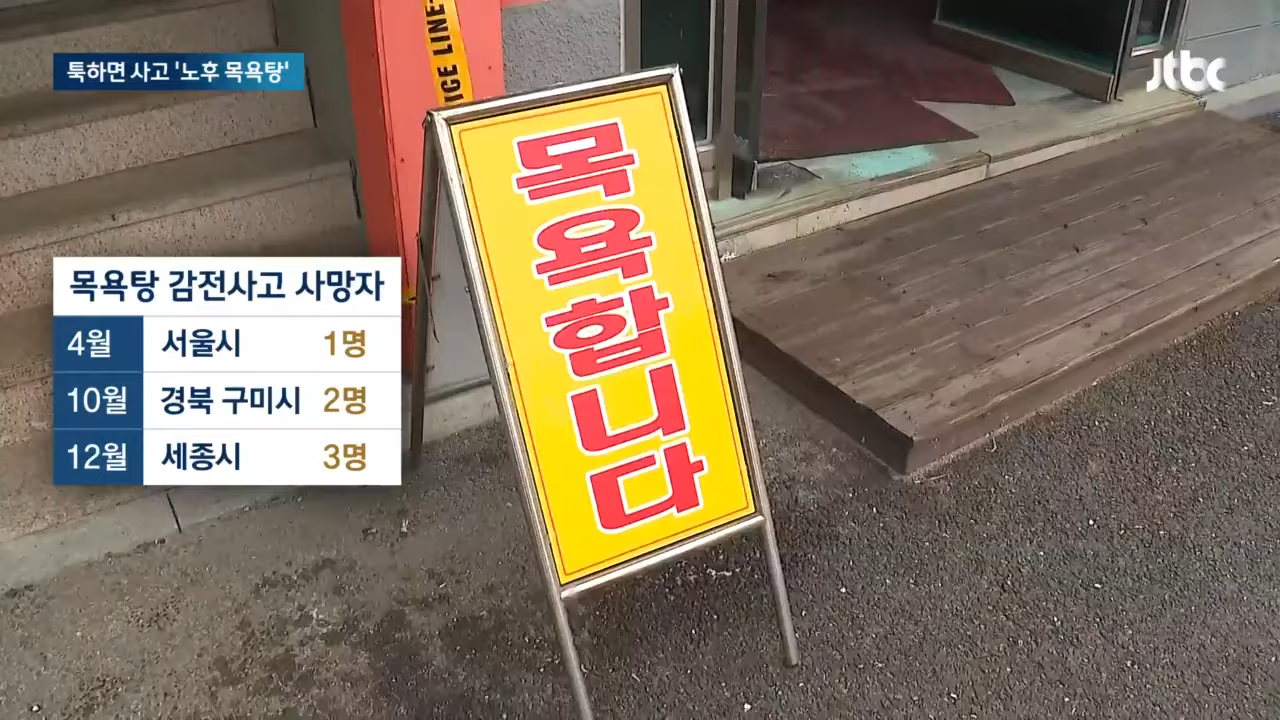 툭하면 사고 '노후 목욕탕'
jtbc
ICE LINE
목욕합니다
목욕탕 감전사고 사망자
4월 서울시 1명
10월 경북 구미시 2명
12월 세종시 3명